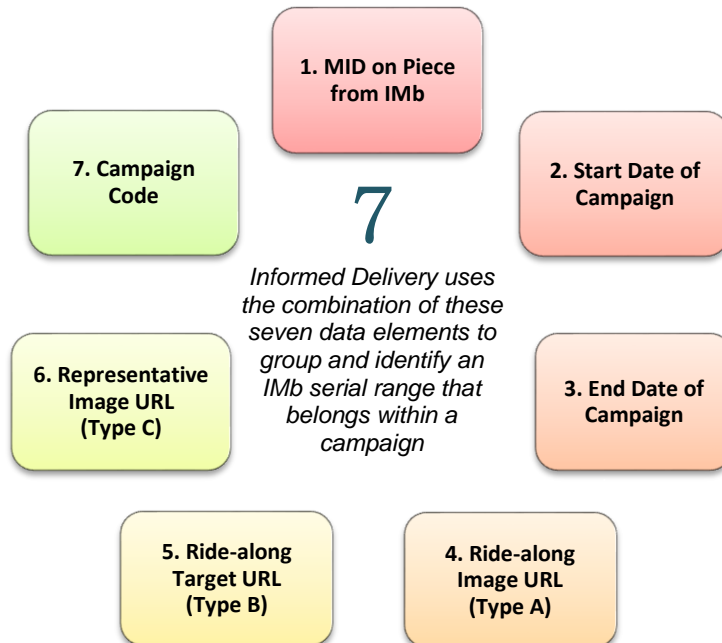 1. MID on Piece
from IMb
2. Start Date of
Campaign
3. End Date of
Campaign
4. Ride-along
Image URL
(Type A)
5. Ride-along
Target URL
(Type B)
6. Representative
Image URL
(Type C)
7. Campaign
Code
7
Informed Delivery uses
the combination of these
seven data elements to
group and identify an
IMb serial range that
belongs within a
campaign